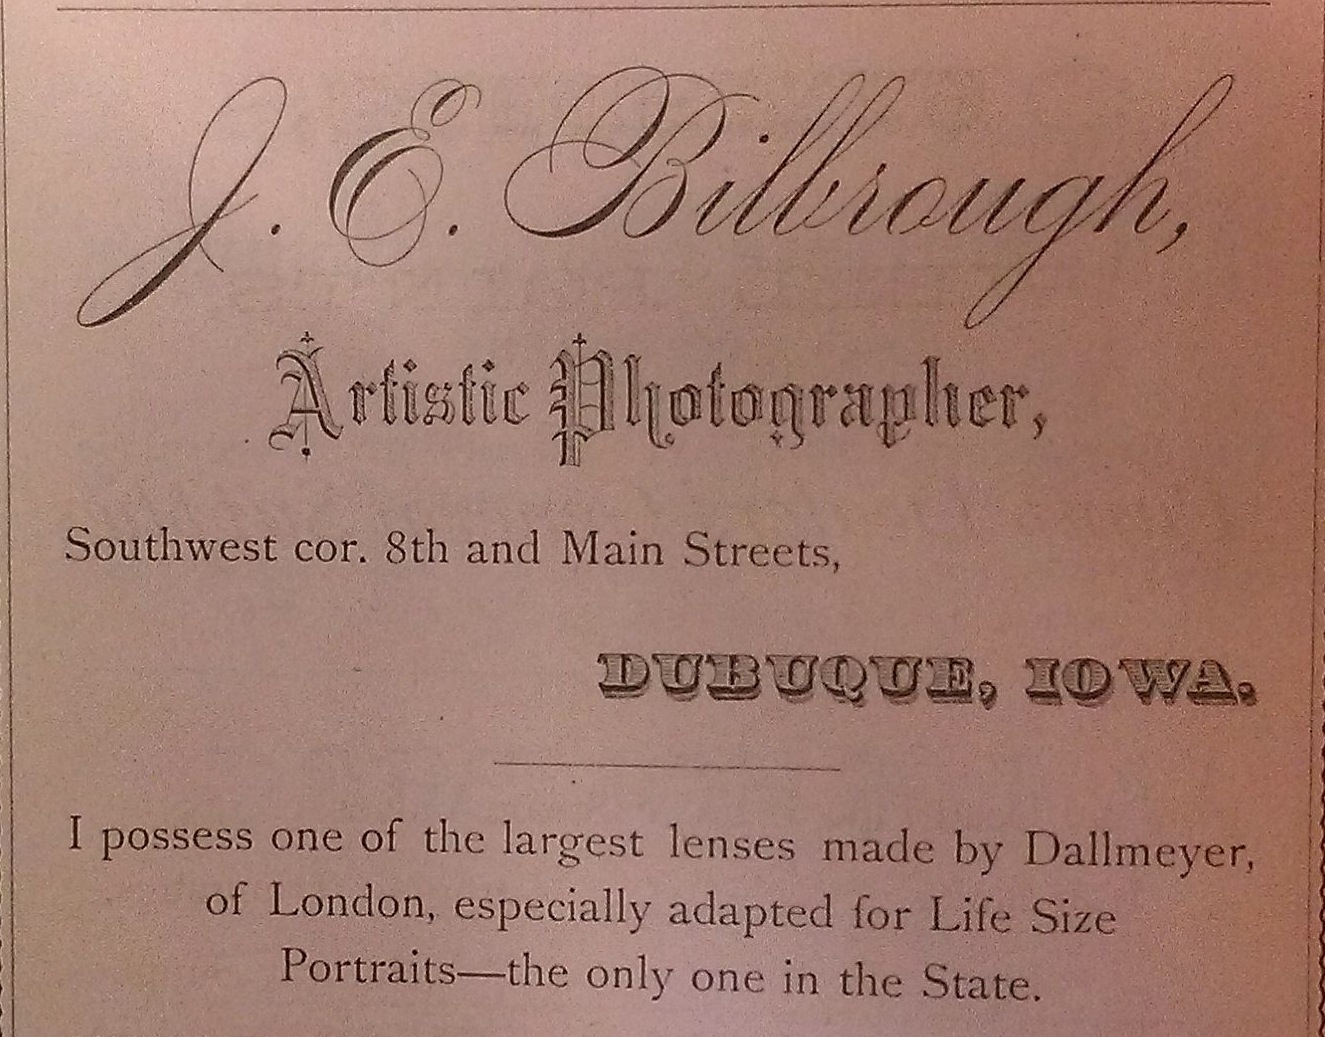 J. E. Bilbrough,
Artistic Photographer,
Southwest cor. 8th and Main Streets,
DUBUQUE, IOWA.
I possess one of the largest lenses made by Dallmeyer,
of London, especially adapted for Life Size
Portraits—the only one in the State.